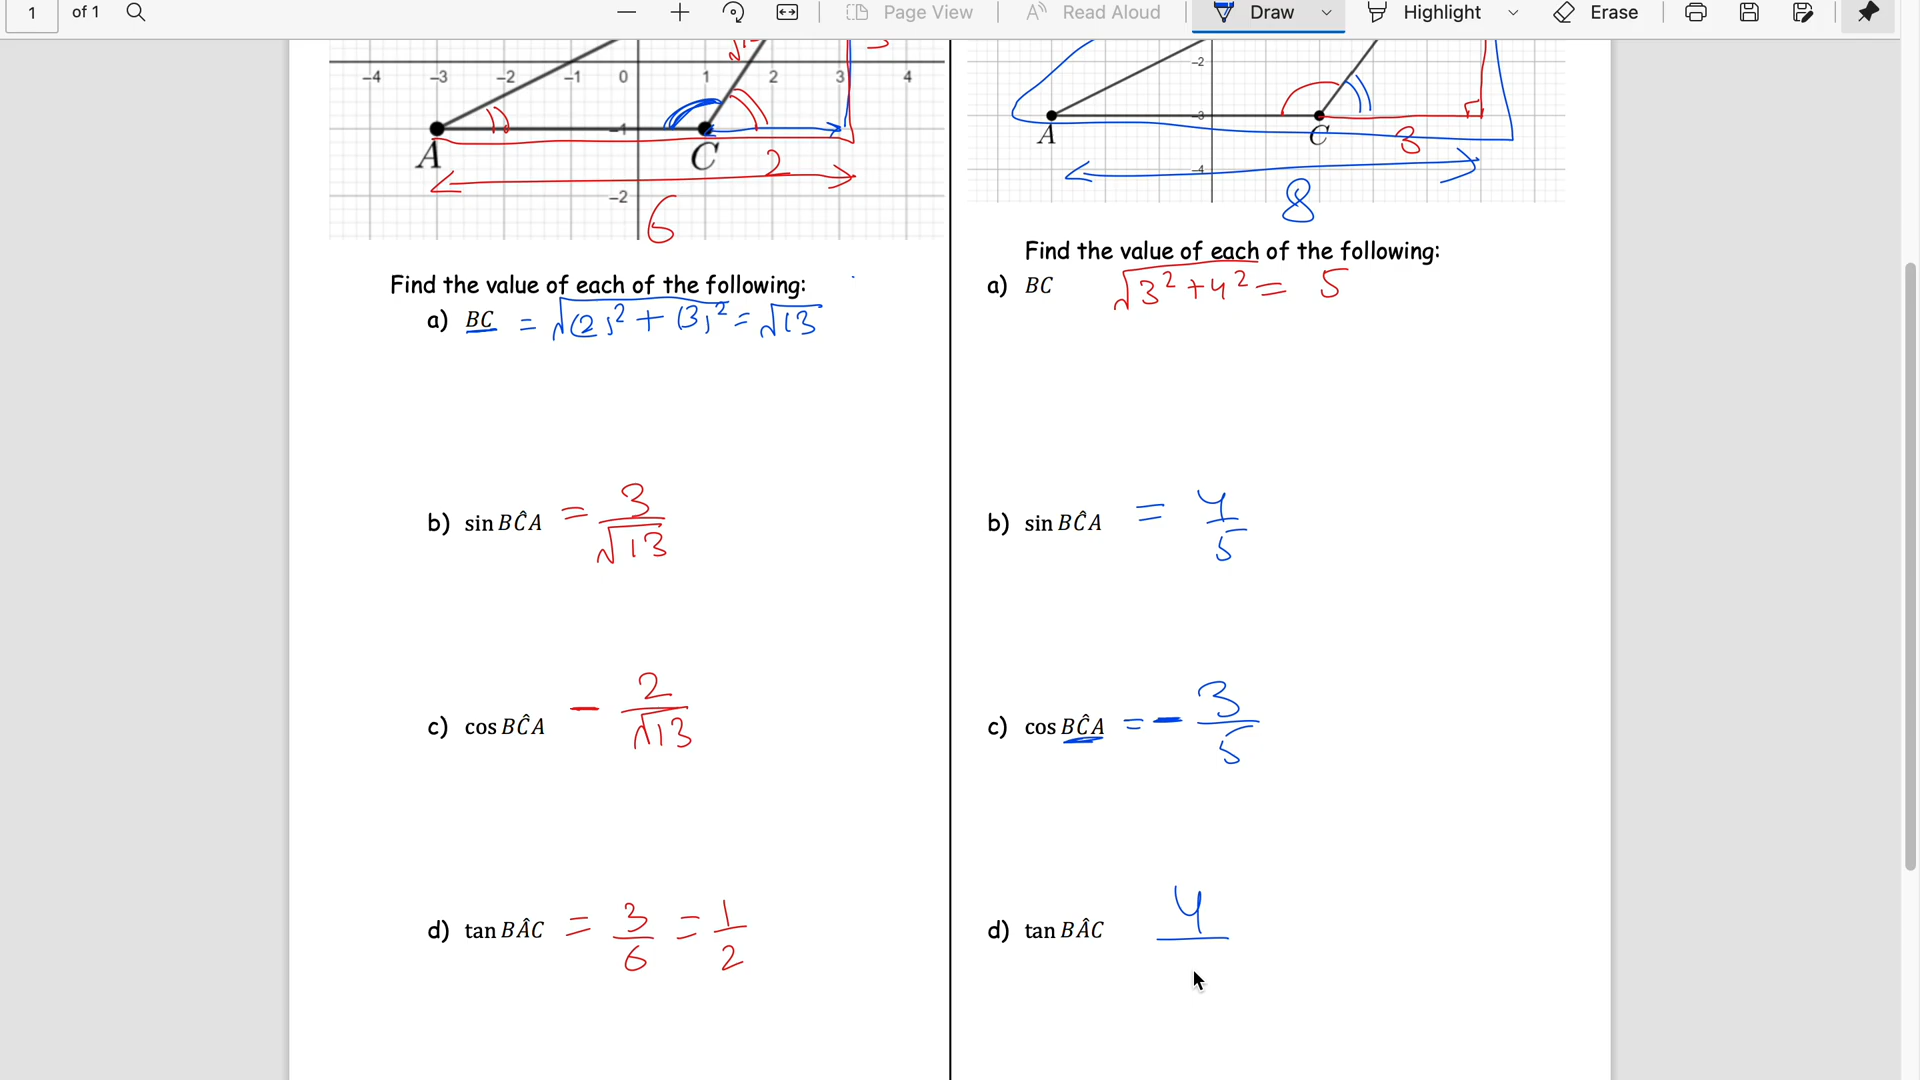 1 of 1 Page View Read Aloud Draw Highlight Erase
-4 -3 -2 -1 0 1 2 3 4
-4
A C 2
-2
6
Find the value of each of the following:
a) BC = √(2)² + (3)² = √13
b) sin BĈA = 3/√13
c) cos BĈA - 2/√13
d) tan BÂC = 3/6 = 1/2
-2
-3
A C 3
-4
8
Find the value of each of the following:
a) BC √3² + 4² = 5
b) sin BĈA = 4/5
c) cos BĈA = - 3/5
d) tan BÂC 4